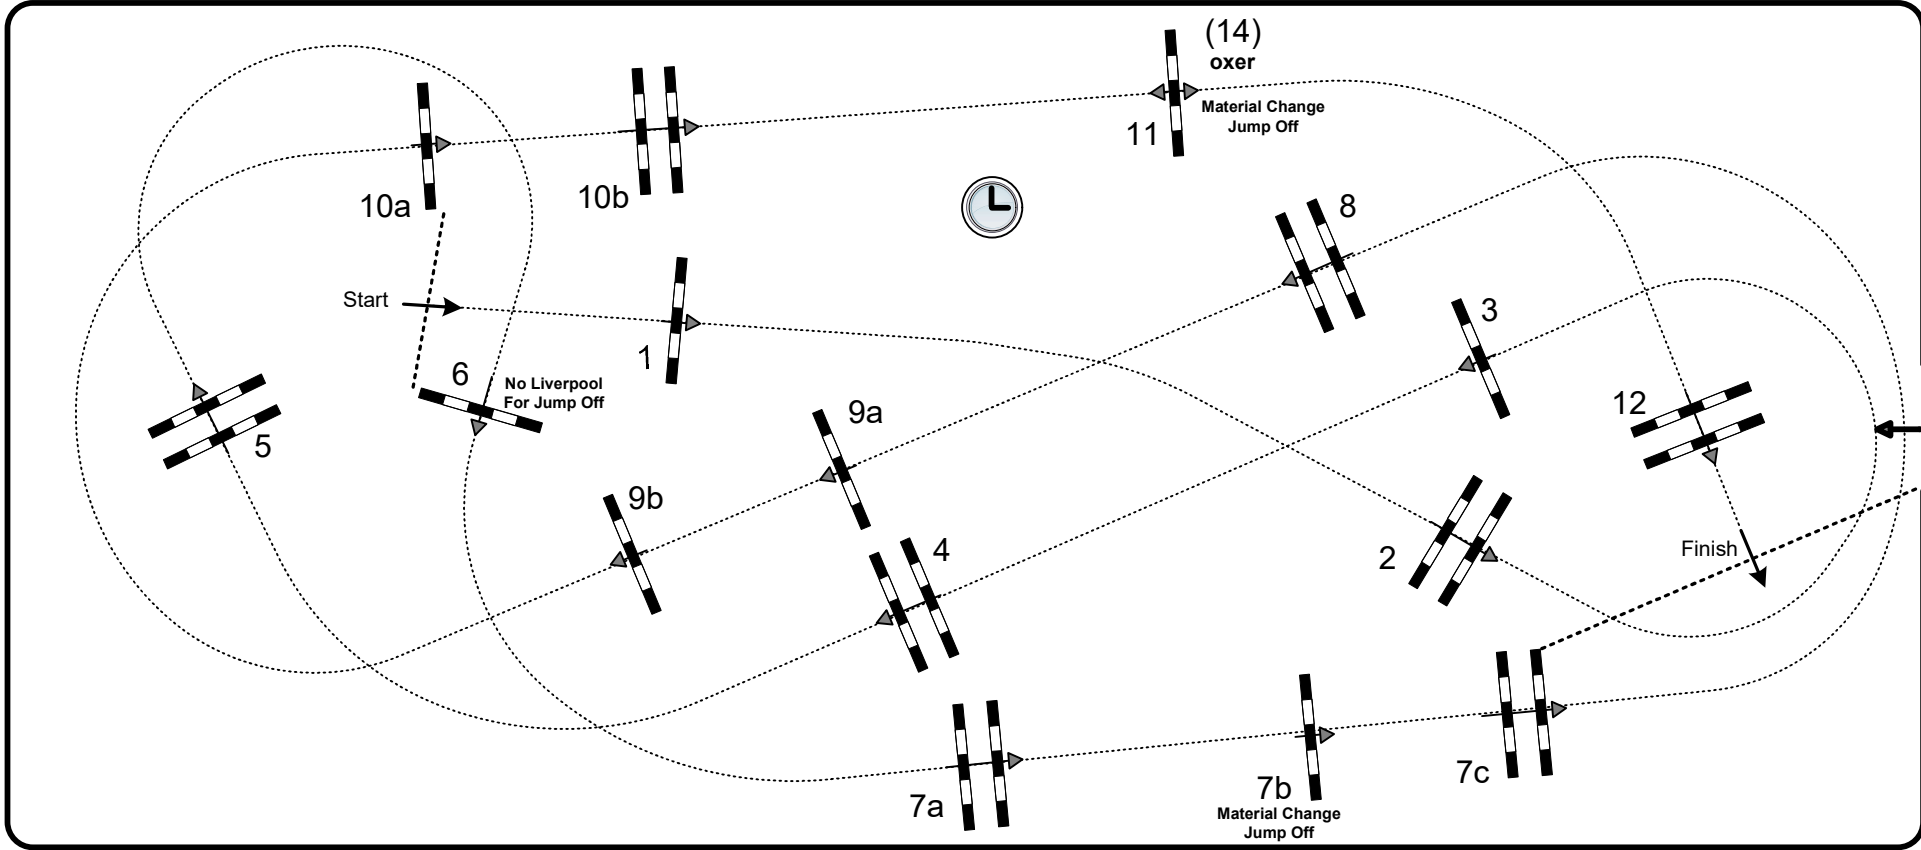 (14)
oxer
Material Change
Jump Off
11
10a
10b
8
Start
1
3
6
No Liverpool
For Jump Off
5
9a
12
9b
4
2
Finish
7a
7b
Material Change
Jump Off
7c